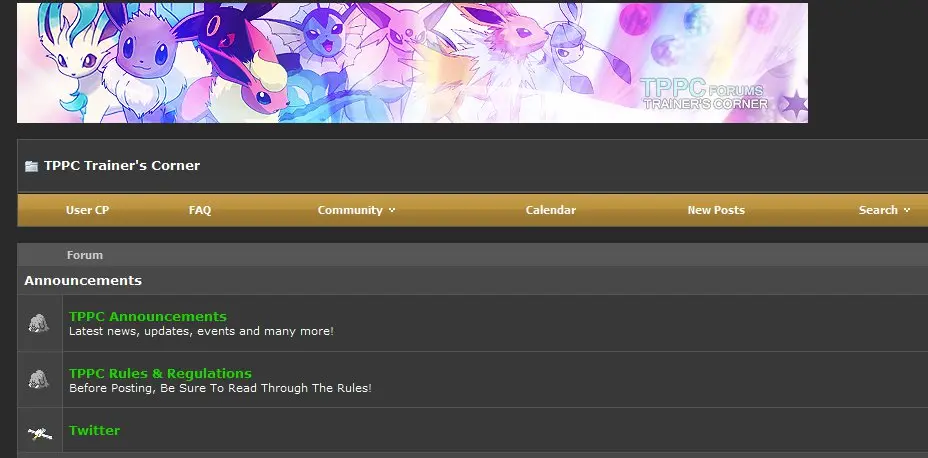 TPPC FORUMS
TRAINER'S CORNER
TPPC Trainer's Corner
User CP FAQ Community Calendar New Posts Search
Forum
Announcements
TPPC Announcements
Latest news, updates, events and many more!
TPPC Rules & Regulations
Before Posting, Be Sure To Read Through The Rules!
Twitter